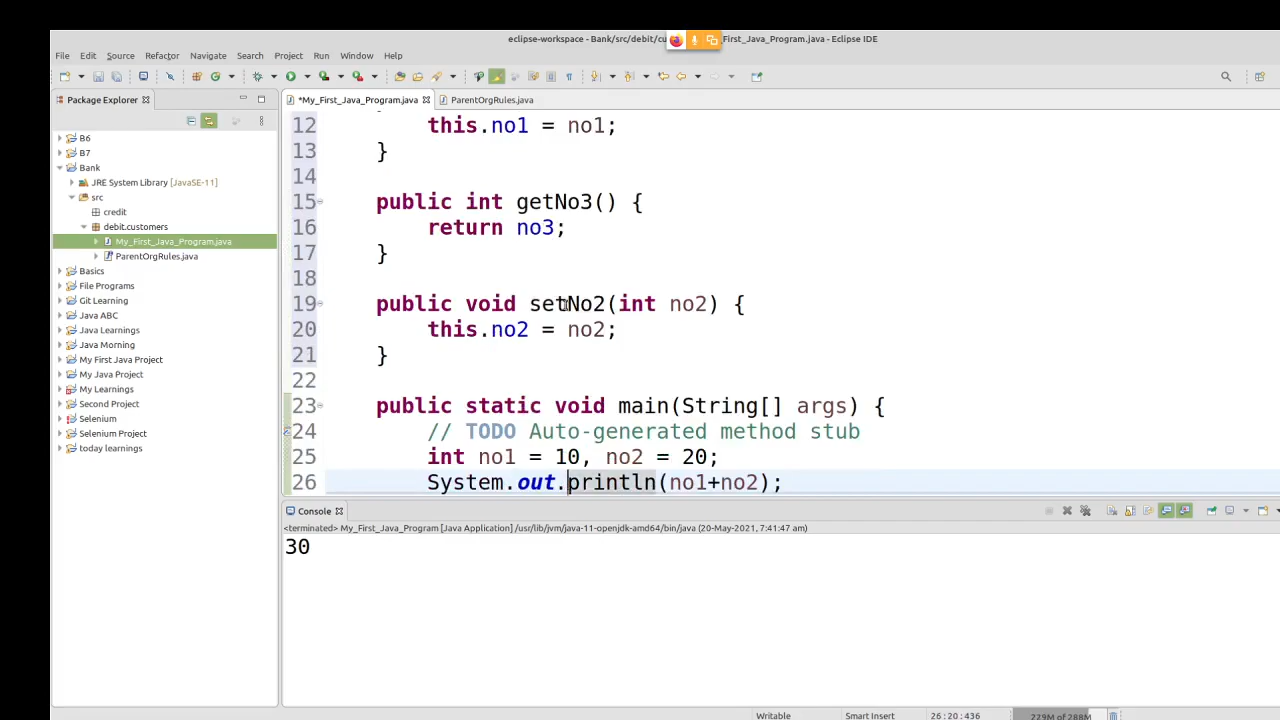 eclipse-workspace - Bank/src/debit/cu First_Java_Program.java - Eclipse IDE
File Edit Source Refactor Navigate Search Project Run Window Help
Package Explorer
*My_First_Java_Program.java ParentOrgRules.java
B6
B7
Bank
JRE System Library [JavaSE-11]
src
credit
debit.customers
My_First_Java_Program.java
ParentOrgRules.java
Basics
File Programs
Git Learning
Java ABC
Java Learnings
Java Morning
My First Java Project
My Java Project
My Learnings
Second Project
Selenium
Selenium Project
today learnings
12 this.no1 = no1;
13 }
14
15 public int getNo3() {
16 return no3;
17 }
18
19 public void setNo2(int no2) {
20 this.no2 = no2;
21 }
22
23 public static void main(String[] args) {
24 // TODO Auto-generated method stub
25 int no1 = 10, no2 = 20;
26 System.out.println(no1+no2);
Console
<terminated> My_First_Java_Program [Java Application] /usr/lib/jvm/java-11-openjdk-amd64/bin/java (20-May-2021, 7:41:47 am)
30
Writable Smart Insert 26:20:436 229M of 288M